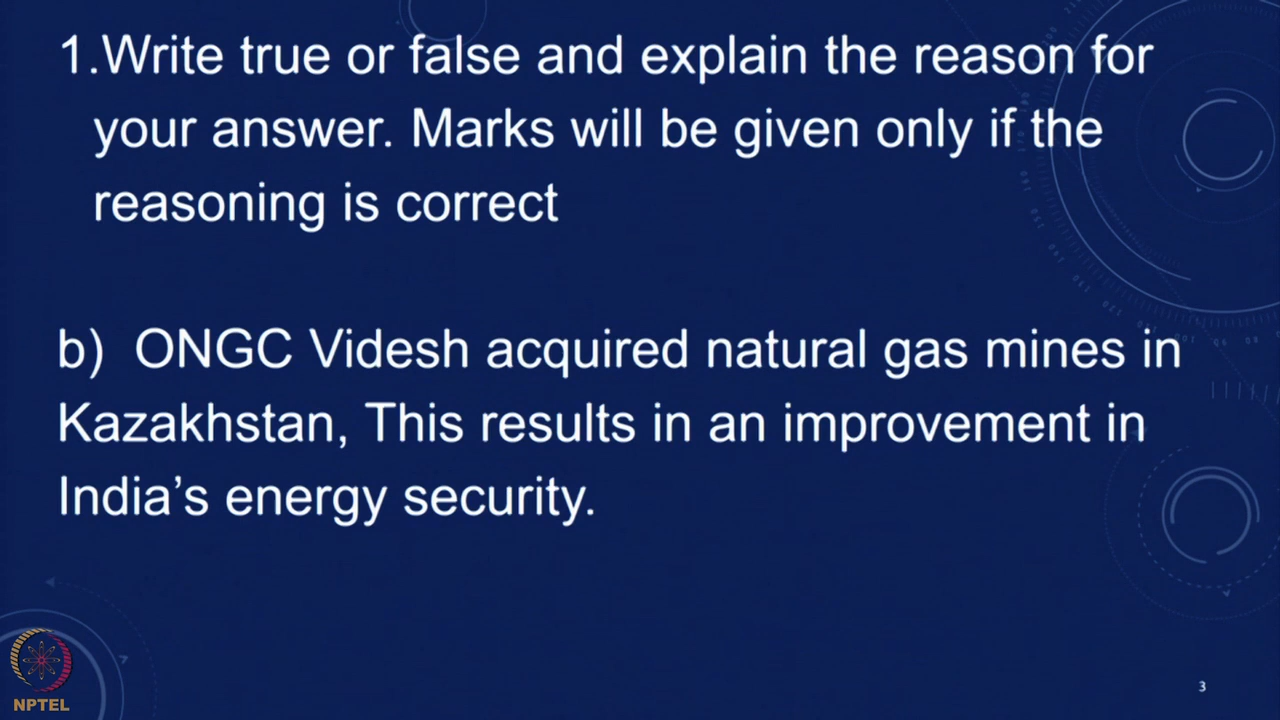 1.Write true or false and explain the reason for
your answer. Marks will be given only if the
reasoning is correct
b) ONGC Videsh acquired natural gas mines in
Kazakhstan, This results in an improvement in
India’s energy security.
NPTEL
3